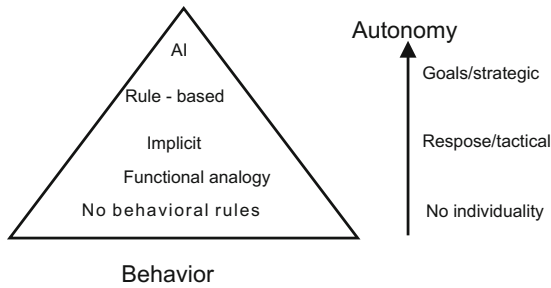 AI
Rule - based
Implicit
Functional analogy
No behavioral rules
Behavior
Autonomy
Goals/strategic
Respose/tactical
No individuality